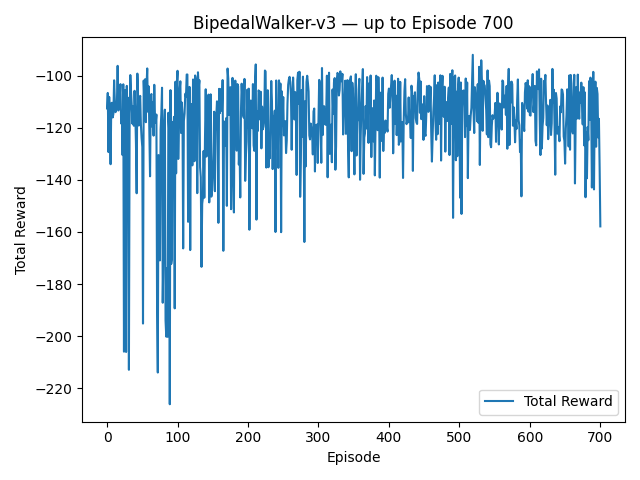 BipedalWalker-v3 — up to Episode 700
Total Reward
−100
−120
−140
−160
−180
−200
−220
0 100 200 300 400 500 600 700
Episode
Total Reward